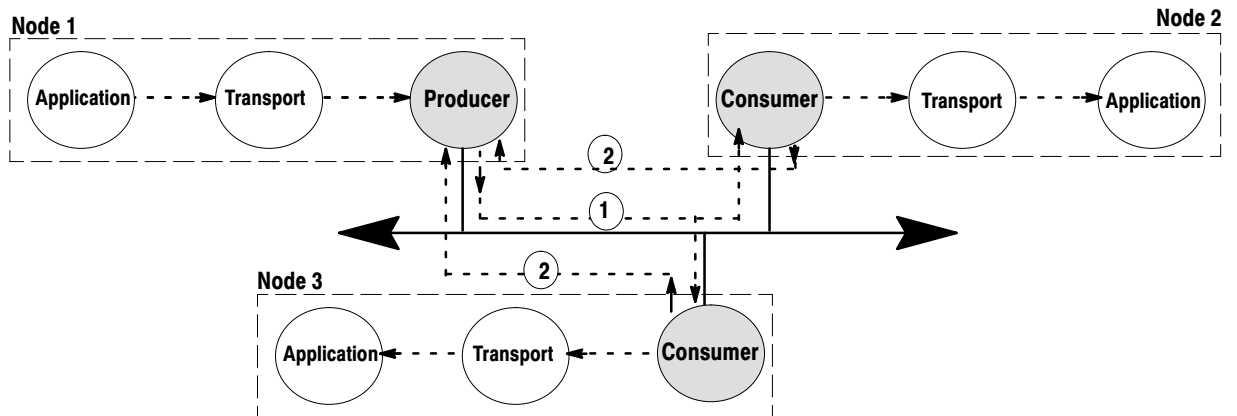 Node 1
Node 2
Application
Transport
Producer
Consumer
Transport
Application
2
1
2
Node 3
Application
Transport
Consumer